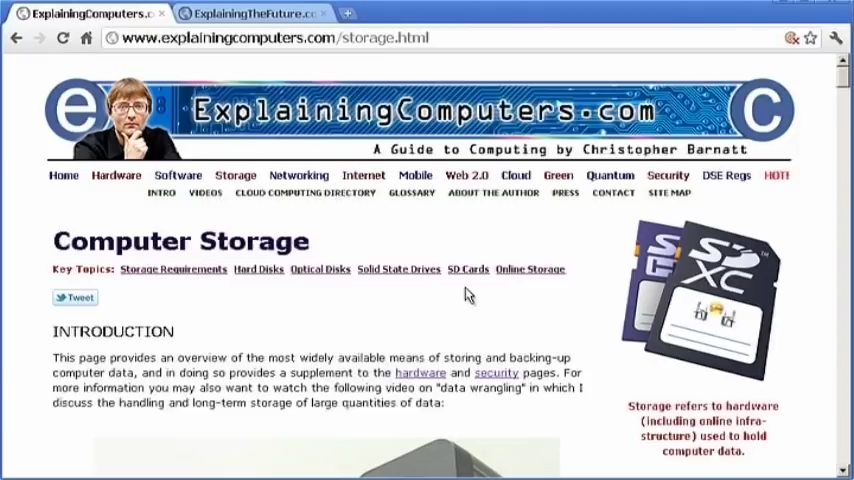 ExplainingComputers.c
ExplainingTheFuture.cc
www.explainingcomputers.com/storage.html
e ExplainingComputers.com C
A Guide to Computing by Christopher Barnatt
Home Hardware Software Storage Networking Internet Mobile Web 2.0 Cloud Green Quantum Security DSE Regs HOT!
INTRO VIDEOS CLOUD COMPUTING DIRECTORY GLOSSARY ABOUT THE AUTHOR PRESS CONTACT SITE MAP
Computer Storage
Key Topics: Storage Requirements Hard Disks Optical Disks Solid State Drives SD Cards Online Storage
Tweet
INTRODUCTION
This page provides an overview of the most widely available means of storing and backing-up
computer data, and in doing so provides a supplement to the hardware and security pages. For
more information you may also want to watch the following video on "data wrangling" in which I
discuss the handling and long-term storage of large quantities of data:
SD
XC
TM
Storage refers to hardware
(including online infra-
structure) used to hold
computer data.